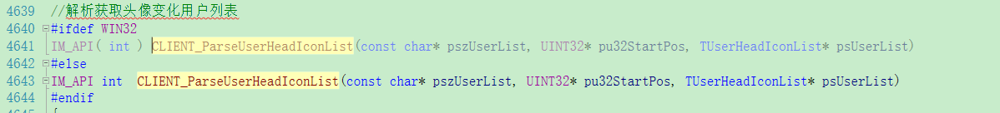 4639 //解析获取头像变化用户列表
4640 #ifdef WIN32
4641 IM_API( int ) CLIENT_ParseUserHeadIconList(const char* pszUserList, UINT32* pu32StartPos, TUserHeadIconList* psUserList)
4642 #else
4643 IM_API int  CLIENT_ParseUserHeadIconList(const char* pszUserList, UINT32* pu32StartPos, TUserHeadIconList* psUserList)
4644 #endif